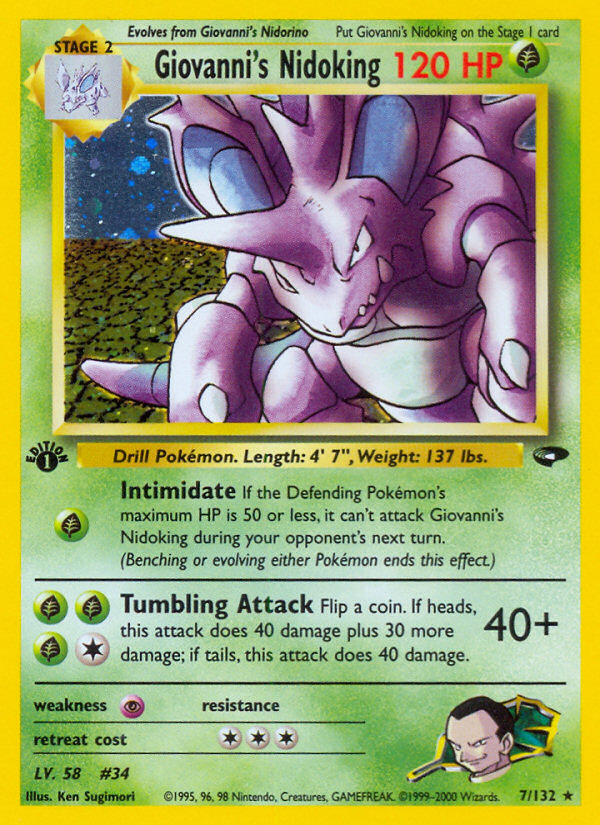 Evolves from Giovanni's Nidorino Put Giovanni's Nidoking on the Stage 1 card
STAGE 2
Giovanni's Nidoking 120 HP
EDITION
1
Drill Pokémon. Length: 4' 7", Weight: 137 lbs.
Intimidate If the Defending Pokémon's
maximum HP is 50 or less, it can't attack Giovanni's
Nidoking during your opponent's next turn.
(Benching or evolving either Pokémon ends this effect.)
Tumbling Attack Flip a coin. If heads,
this attack does 40 damage plus 30 more
damage; if tails, this attack does 40 damage.
40+
weakness resistance
retreat cost
LV. 58 #34
Illus. Ken Sugimori ©1995, 96, 98 Nintendo, Creatures, GAMEFREAK. ©1999-2000 Wizards. 7/132 ★